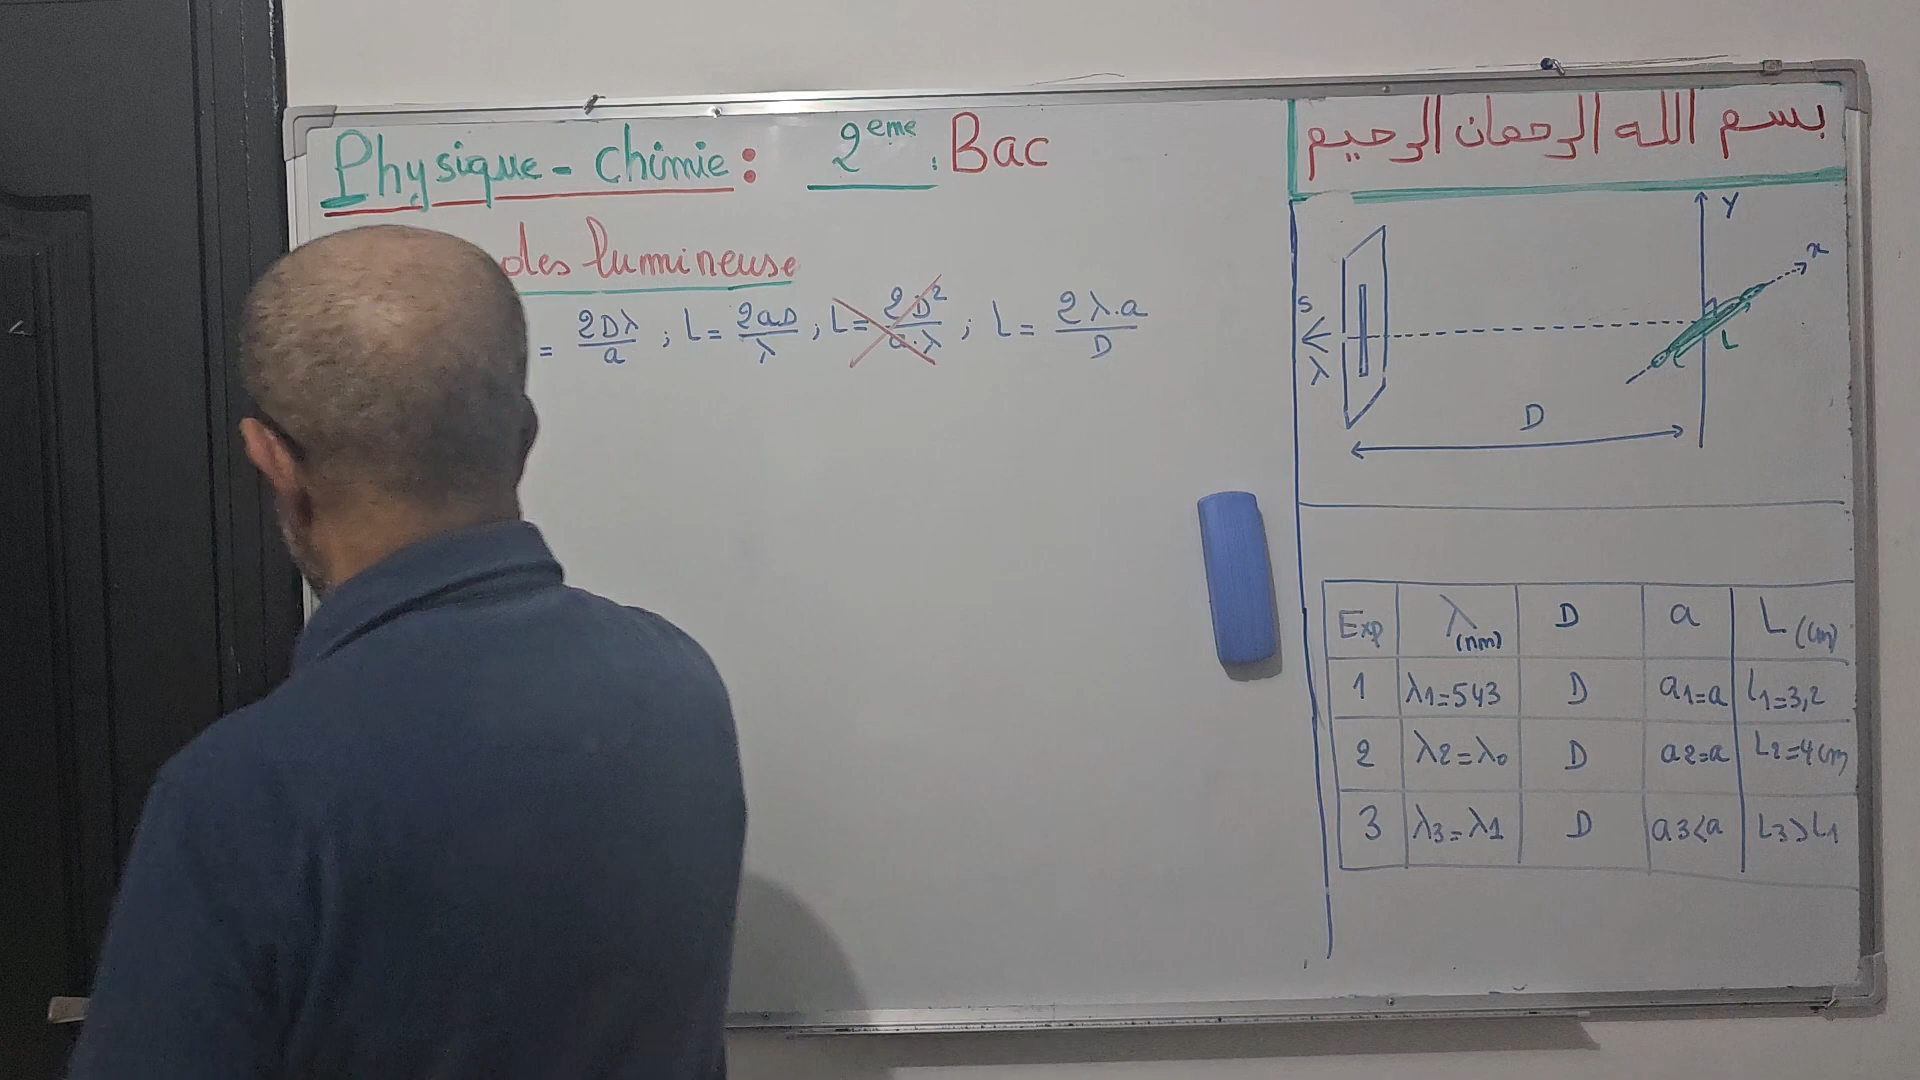 Physique - Chimie : 2eme Bac
بسم الله الرحمان الرحيم
des lumineuse
= 2Dλ/a ; L = 2aD/λ ; L = 2D²/a.λ ; L = 2λ.a/D
Y
x
S
λ
L
D
Exp λ (nm) D a L (cm)
1 λ1=543 D a1=a L1=3,2
2 λ2=λ0 D a2=a L2=4cm
3 λ3=λ1 D a3<a L3>L1